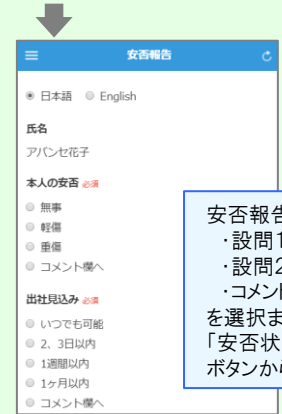 安否報告
日本語 English
氏名
アバンセ花子
本人の安否 必須
無事
軽傷
重傷
コメント欄へ
出社見込み 必須
いつでも可能
2、3日以内
1週間以内
1ヶ月以内
コメント欄へ
安否報告
・設問1
・設問2
・コメント
を選択ま
「安否状
ボタンから